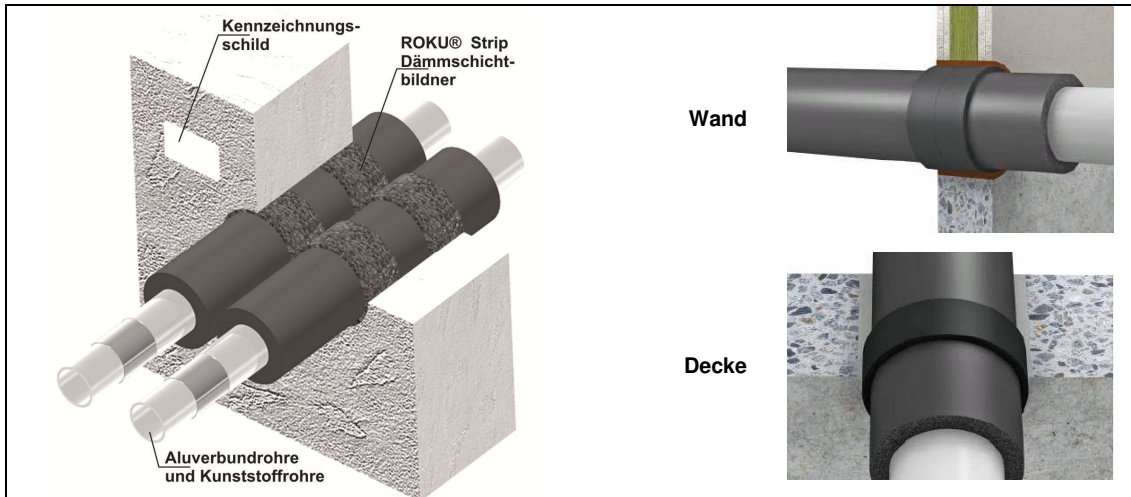 Kennzeichnungs-
schild
ROKU® Strip
Dämmschicht-
bildner
Aluverbundrohre
und Kunststoffrohre
Wand
Decke